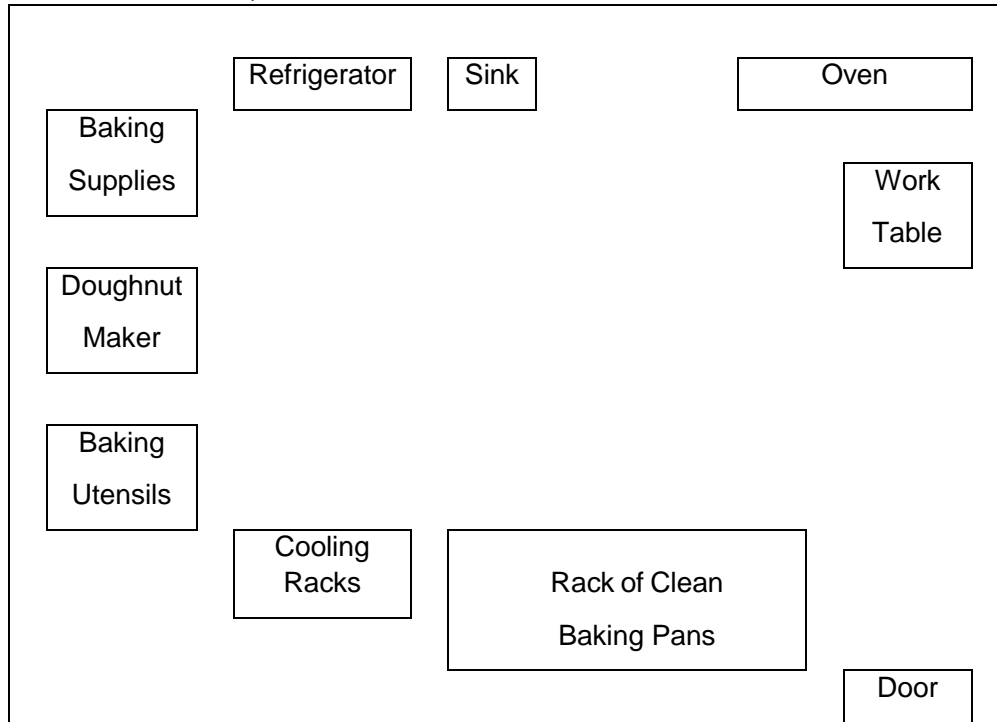 Refrigerator
Sink
Oven
Baking
Supplies
Work
Table
Doughnut
Maker
Baking
Utensils
Cooling
Racks
Rack of Clean
Baking Pans
Door